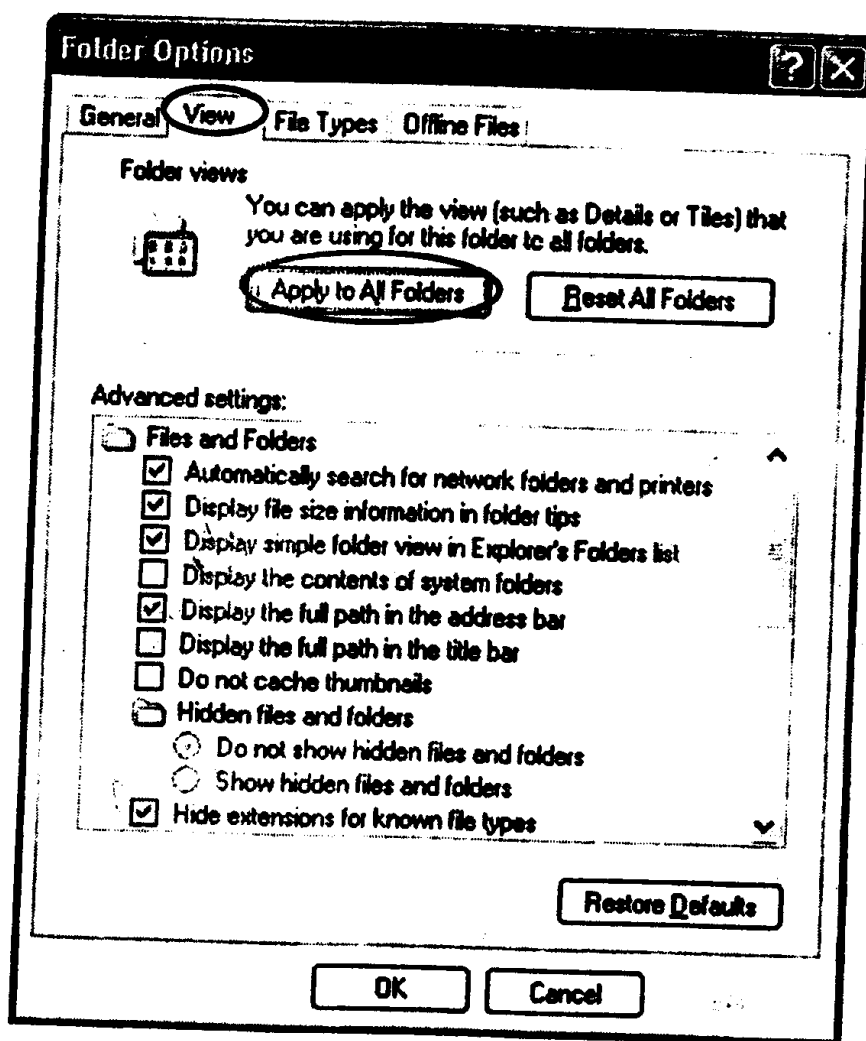 Folder Options
General View File Types Offline Files
Folder views
You can apply the view (such as Details or Tiles) that
you are using for this folder to all folders.
Apply to All Folders Reset All Folders
Advanced settings:
Files and Folders
Automatically search for network folders and printers
Display file size information in folder tips
Display simple folder view in Explorer's Folders list
Display the contents of system folders
Display the full path in the address bar
Display the full path in the title bar
Do not cache thumbnails
Hidden files and folders
Do not show hidden files and folders
Show hidden files and folders
Hide extensions for known file types
Restore Defaults
OK Cancel